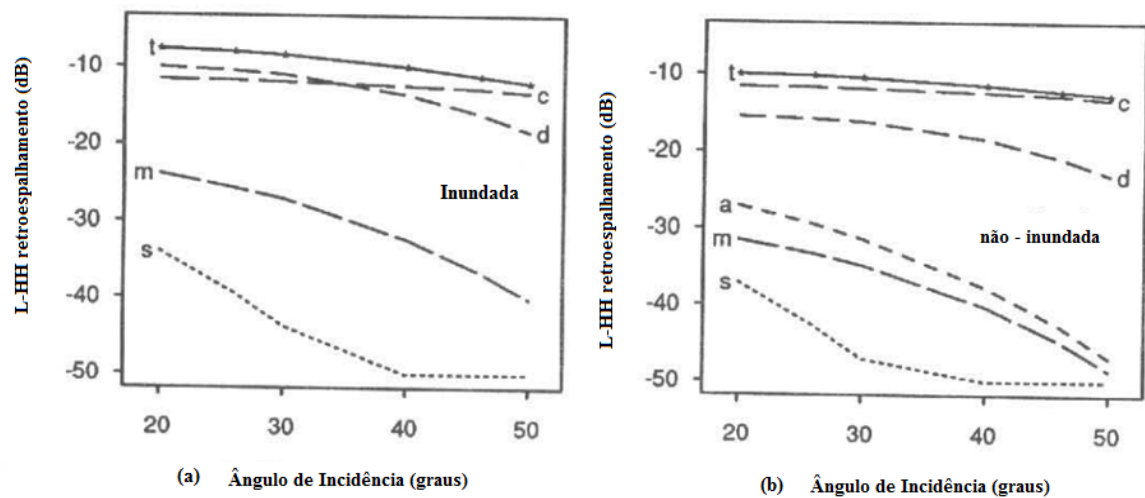 L-HH retroespalhamento (dB)
-10
-20
-30
-40
-50
t
c
d
m
s
Inundada
20 30 40 50
(a) Ângulo de Incidência (graus)
L-HH retroespalhamento (dB)
-10
-20
-30
-40
-50
t
c
d
a
m
s
não - inundada
20 30 40 50
(b) Ângulo de Incidência (graus)